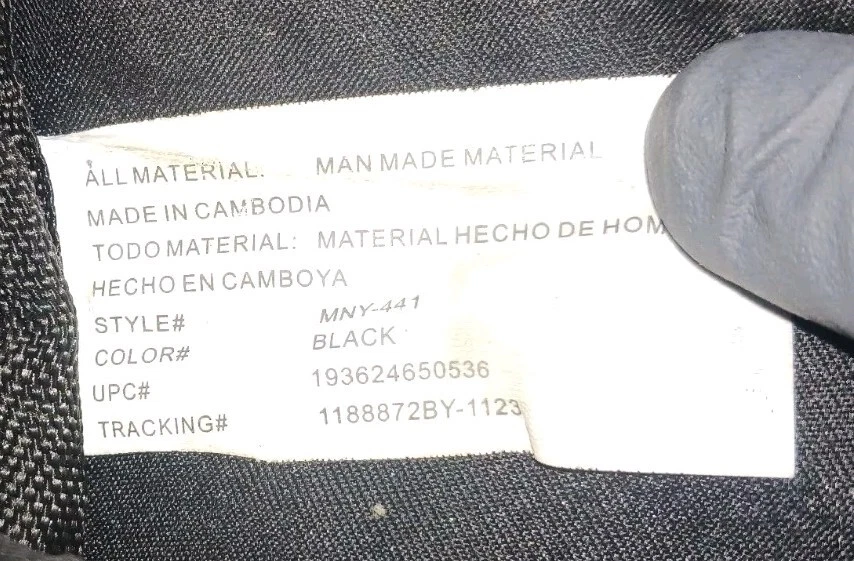 ALL MATERIAL: MAN MADE MATERIAL
MADE IN CAMBODIA
TODO MATERIAL: MATERIAL HECHO DE HOM
HECHO EN CAMBOYA
STYLE# MNY-441
COLOR# BLACK
UPC# 193624650536
TRACKING# 1188872BY-1123